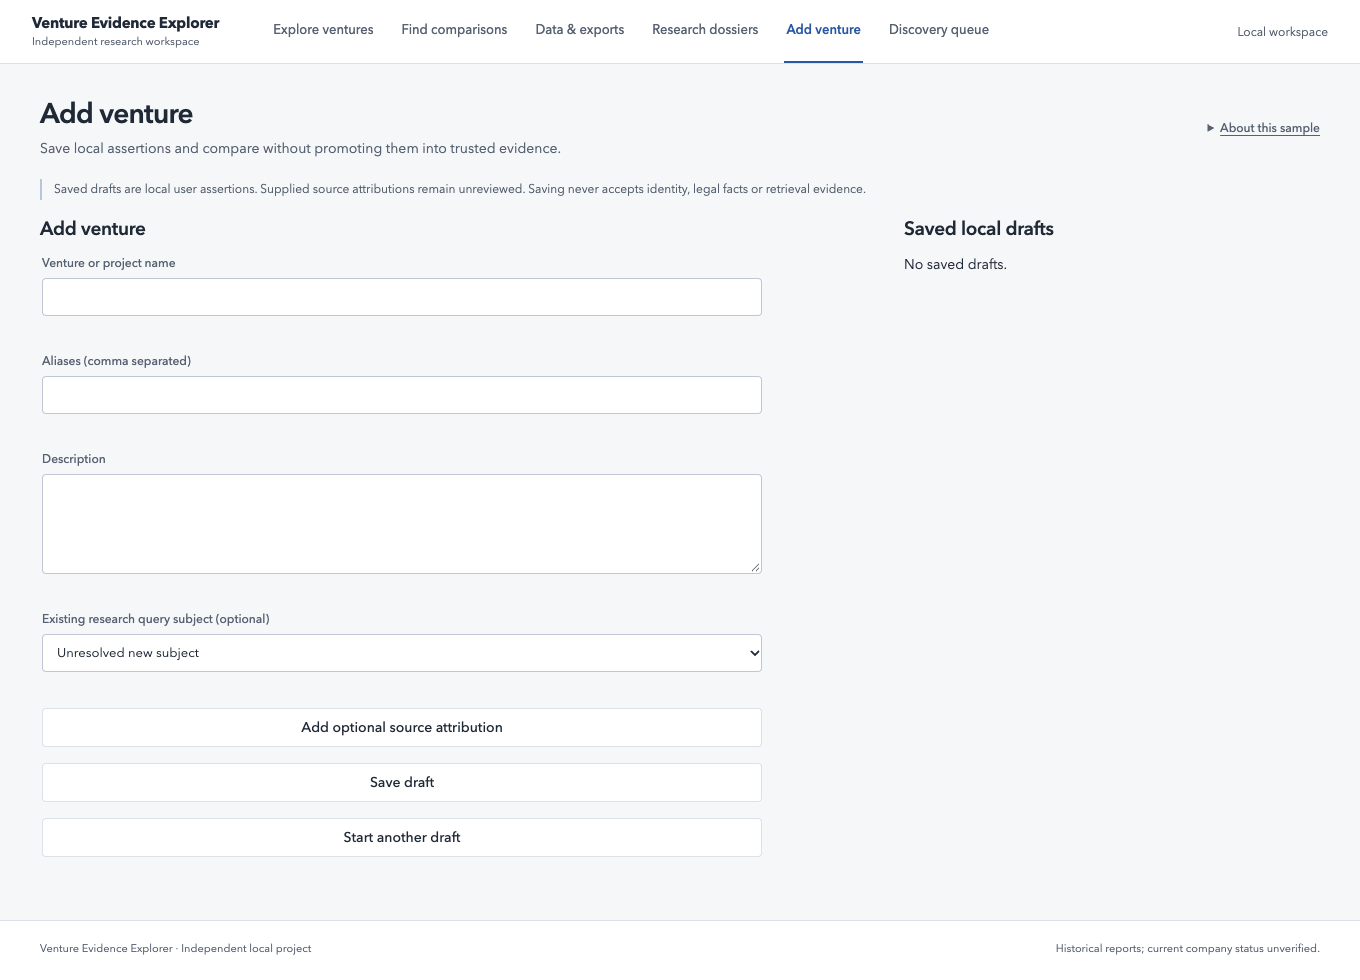 Venture Evidence Explorer
Independent research workspace
Explore ventures
Find comparisons
Data & exports
Research dossiers
Add venture
Discovery queue
Local workspace
Add venture
Save local assertions and compare without promoting them into trusted evidence.
About this sample
Saved drafts are local user assertions. Supplied source attributions remain unreviewed. Saving never accepts identity, legal facts or retrieval evidence.
Add venture
Venture or project name
Aliases (comma separated)
Description
Existing research query subject (optional)
Unresolved new subject
Add optional source attribution
Save draft
Start another draft
Saved local drafts
No saved drafts.
Venture Evidence Explorer · Independent local project
Historical reports; current company status unverified.